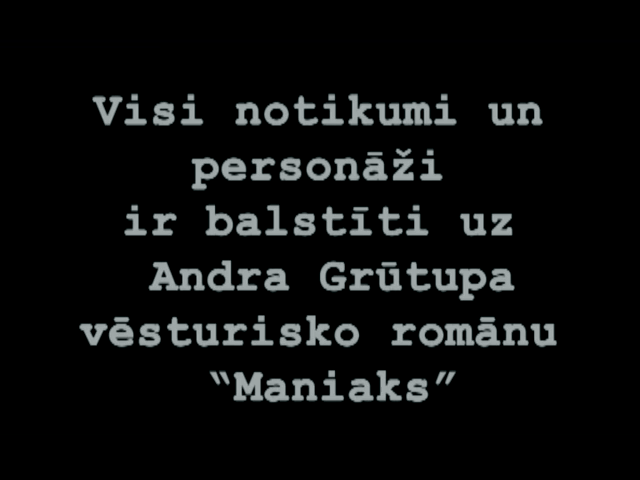 Visi notikumi un
personāži
ir balstīti uz
Andra Grūtupa
vēsturisko romānu
“Maniaks”